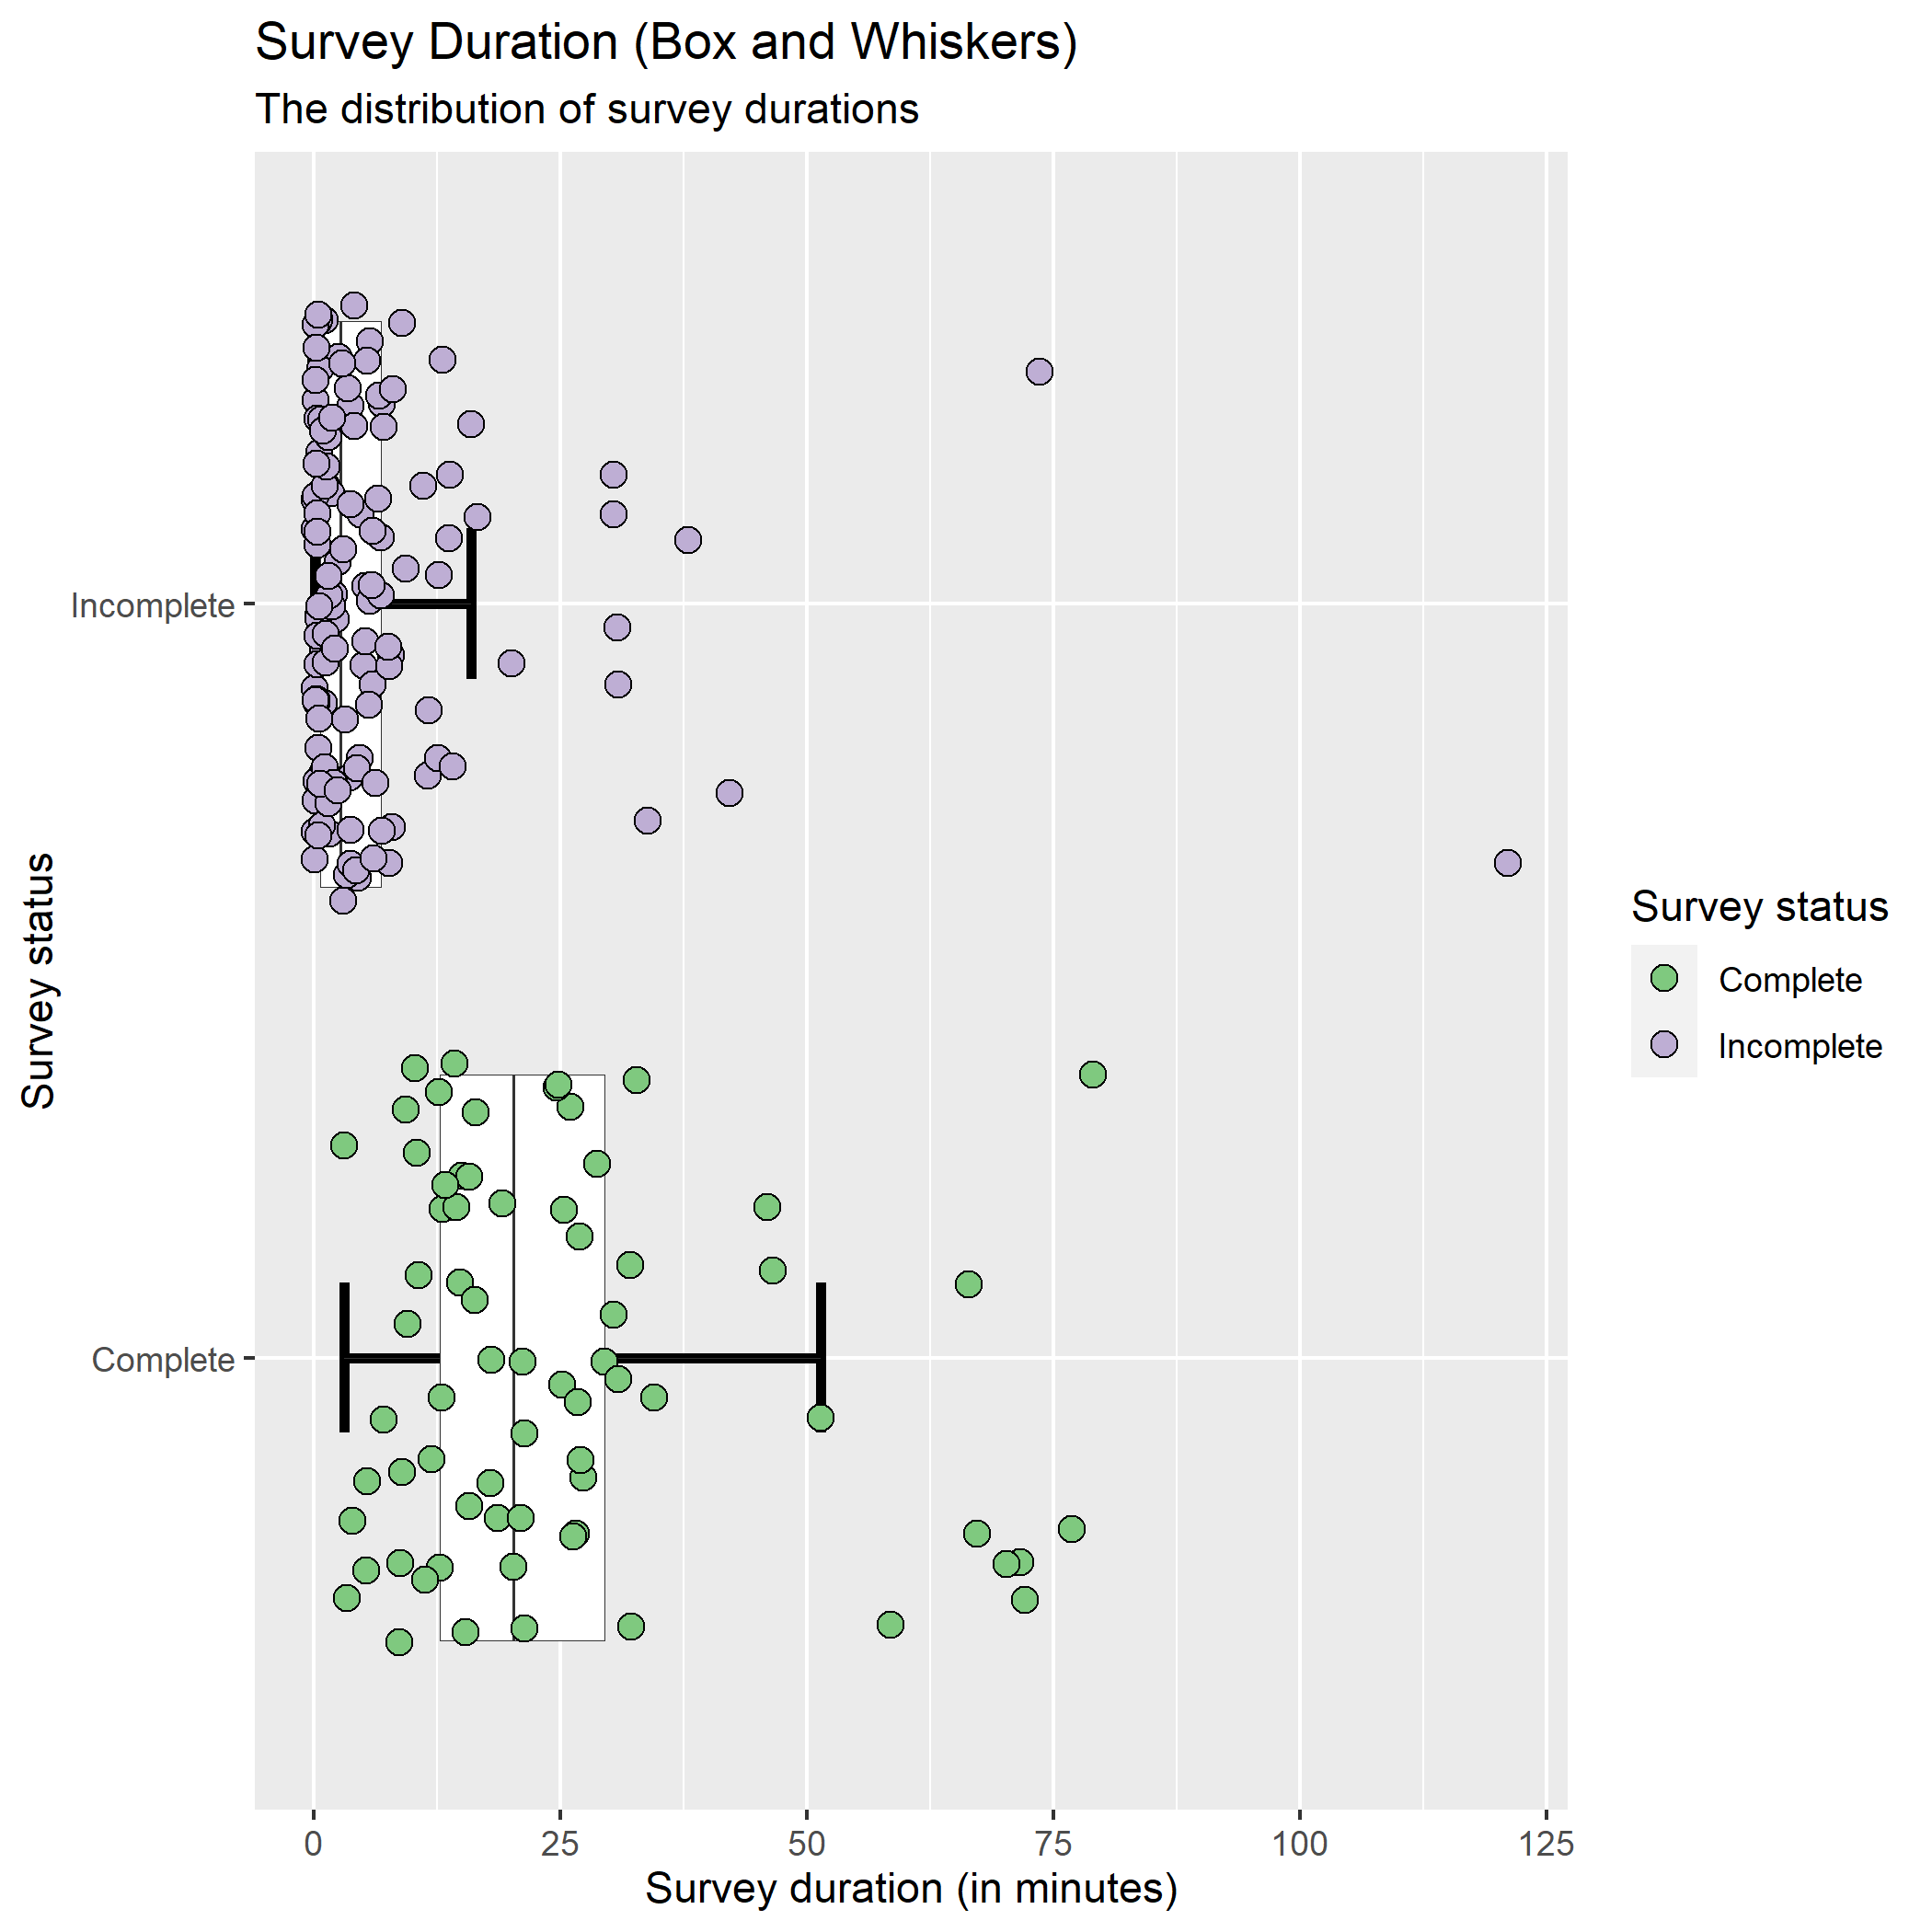 Survey Duration (Box and Whiskers)
The distribution of survey durations
Survey status
Incomplete
Complete
0 25 50 75 100 125
Survey duration (in minutes)
Survey status
Complete
Incomplete